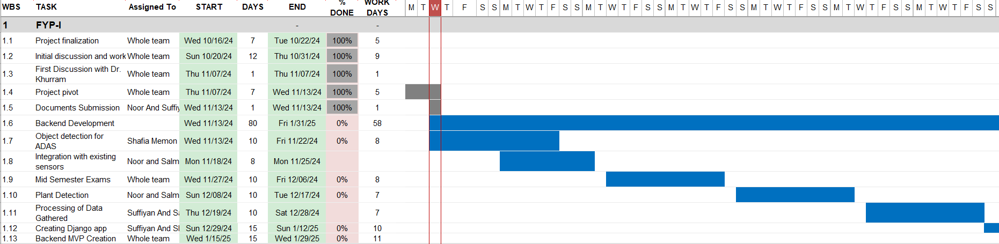 WBS TASK Assigned To START DAYS END % DONE WORK DAYS M T W T F S S M T W T F S S M T W T F S S M T W T F S S M T W T F S S M T W T F S S M T W T F S S
1 FYP-I - -
1.1 Project finalization Whole team Wed 10/16/24 7 Tue 10/22/24 100% 5
1.2 Initial discussion and work Whole team Sun 10/20/24 12 Thu 10/31/24 100% 9
1.3 First Discussion with Dr. Khurram Whole team Thu 11/07/24 1 Thu 11/07/24 100% 1
1.4 Project pivot Whole team Thu 11/07/24 7 Wed 11/13/24 100% 5
1.5 Documents Submission Noor And Suffiy Wed 11/13/24 1 Wed 11/13/24 100% 1
1.6 Backend Development Wed 11/13/24 80 Fri 1/31/25 0% 58
1.7 Object detection for ADAS Shafia Memon Wed 11/13/24 10 Fri 11/22/24 0% 8
1.8 Integration with existing sensors Noor and Salm Mon 11/18/24 8 Mon 11/25/24
1.9 Mid Semester Exams Whole team Wed 11/27/24 10 Fri 12/06/24 0% 8
1.10 Plant Detection Noor and Salm Sun 12/08/24 10 Tue 12/17/24 0% 7
1.11 Processing of Data Gathered Suffiyan And Sa Thu 12/19/24 10 Sat 12/28/24 7
1.12 Creating Django app Suffiyan And Sl Sun 12/29/24 15 Sun 1/12/25 0% 10
1.13 Backend MVP Creation Whole team Wed 1/15/25 15 Wed 1/29/25 0% 11